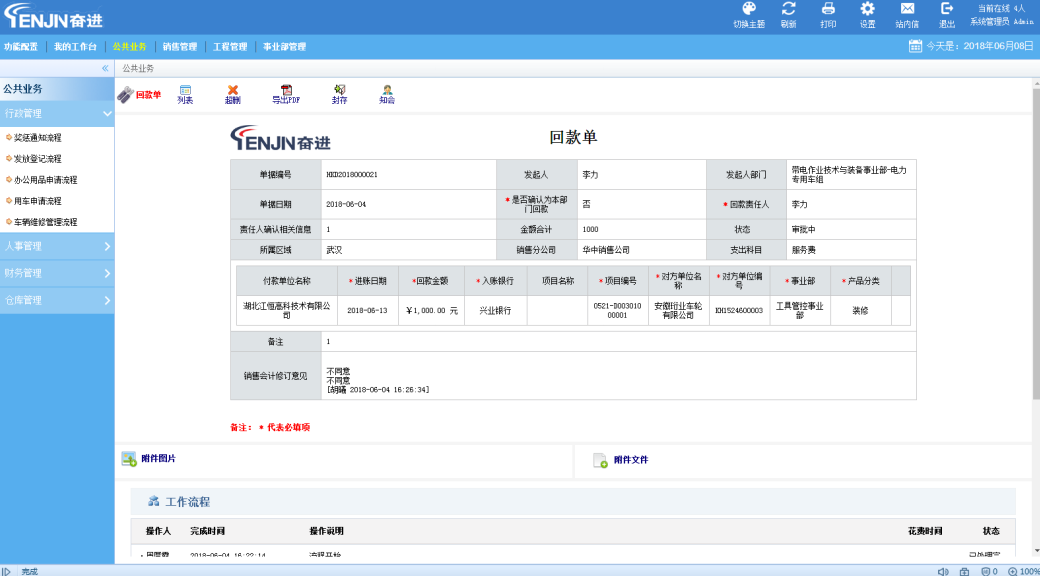 ENJIN奋进
切换主题 刷新 打印 设置 站内信 退出
当前在线 4人
系统管理员 Admin
功能配置 我的工作台 公共业务 销售管理 工程管理 事业部管理
今天是：2018年06月08日
« 公共业务
公共业务
行政管理
奖惩通知流程
发放登记流程
办公用品申请流程
用车申请流程
车辆维修管理流程
人事管理
财务管理
仓库管理
回款单 列表 超删 导出PDF 封存 知会
ENJIN奋进
回款单
单据编号 HKD2018000021 发起人 李力 发起人部门 带电作业技术与装备事业部-电力专用车组
单据日期 2018-06-04 *是否确认为本部门回款 否 *回款责任人 李力
责任人确认相关信息 1 金额合计 1000 状态 审批中
所属区域 武汉 销售分公司 华中销售公司 支出科目 服务费
付款单位名称 *进账日期 *回款金额 *入账银行 项目名称 *项目编号 *对方单位名称 *对方单位编号 *事业部 *产品分类
湖北江恒高科技术有限公司 2018-06-13 ￥1,000.00 元 兴业银行 0521-D00301000001 安徽珩业车轮有限公司 KH1524600003 工具管控事业部 装修
备注 1
销售会计修订意见
不同意
不同意
[胡曦 2018-06-04 16:26:34]
备注： * 代表必填项
附件图片 附件文件
工作流程
操作人 完成时间 操作说明 花费时间 状态
2018-06-04 16:22:14 流程开始 已处理完
完成 0 100%